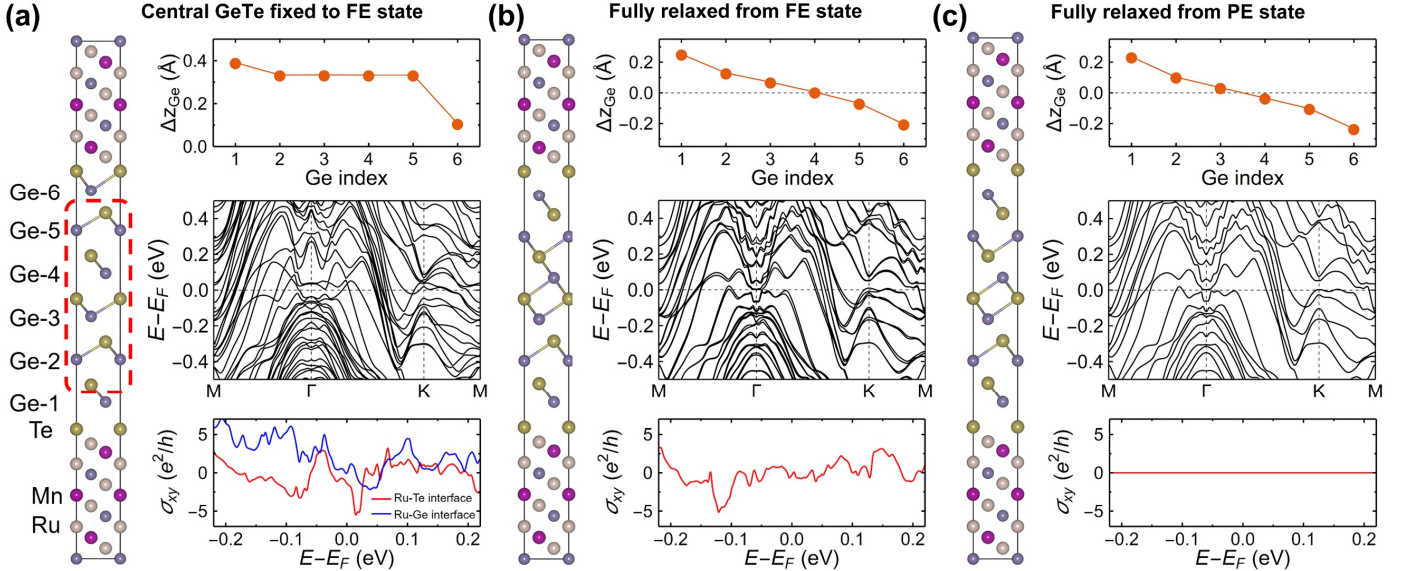 (a)
Central GeTe fixed to FE state
0.4
0.2
0.0
Δz_Ge (Å)
1 2 3 4 5 6
Ge index
Ge-6
Ge-5
Ge-4
Ge-3
Ge-2
Ge-1
Te
Mn
Ru
0.4
0.2
0.0
−0.2
−0.4
E−E_F (eV)
M Γ K M
5
0
−5
σ_xy (e²/h)
Ru-Te interface
Ru-Ge interface
−0.2 −0.1 0.0 0.1 0.2
E−E_F (eV)
(b)
Fully relaxed from FE state
0.2
0.0
−0.2
Δz_Ge (Å)
1 2 3 4 5 6
Ge index
0.4
0.2
0.0
−0.2
−0.4
E−E_F (eV)
M Γ K M
5
0
−5
σ_xy (e²/h)
−0.2 −0.1 0.0 0.1 0.2
E−E_F (eV)
(c)
Fully relaxed from PE state
0.2
0.0
−0.2
Δz_Ge (Å)
1 2 3 4 5 6
Ge index
0.4
0.2
0.0
−0.2
−0.4
E−E_F (eV)
M Γ K M
5
0
−5
σ_xy (e²/h)
−0.2 −0.1 0.0 0.1 0.2
E−E_F (eV)